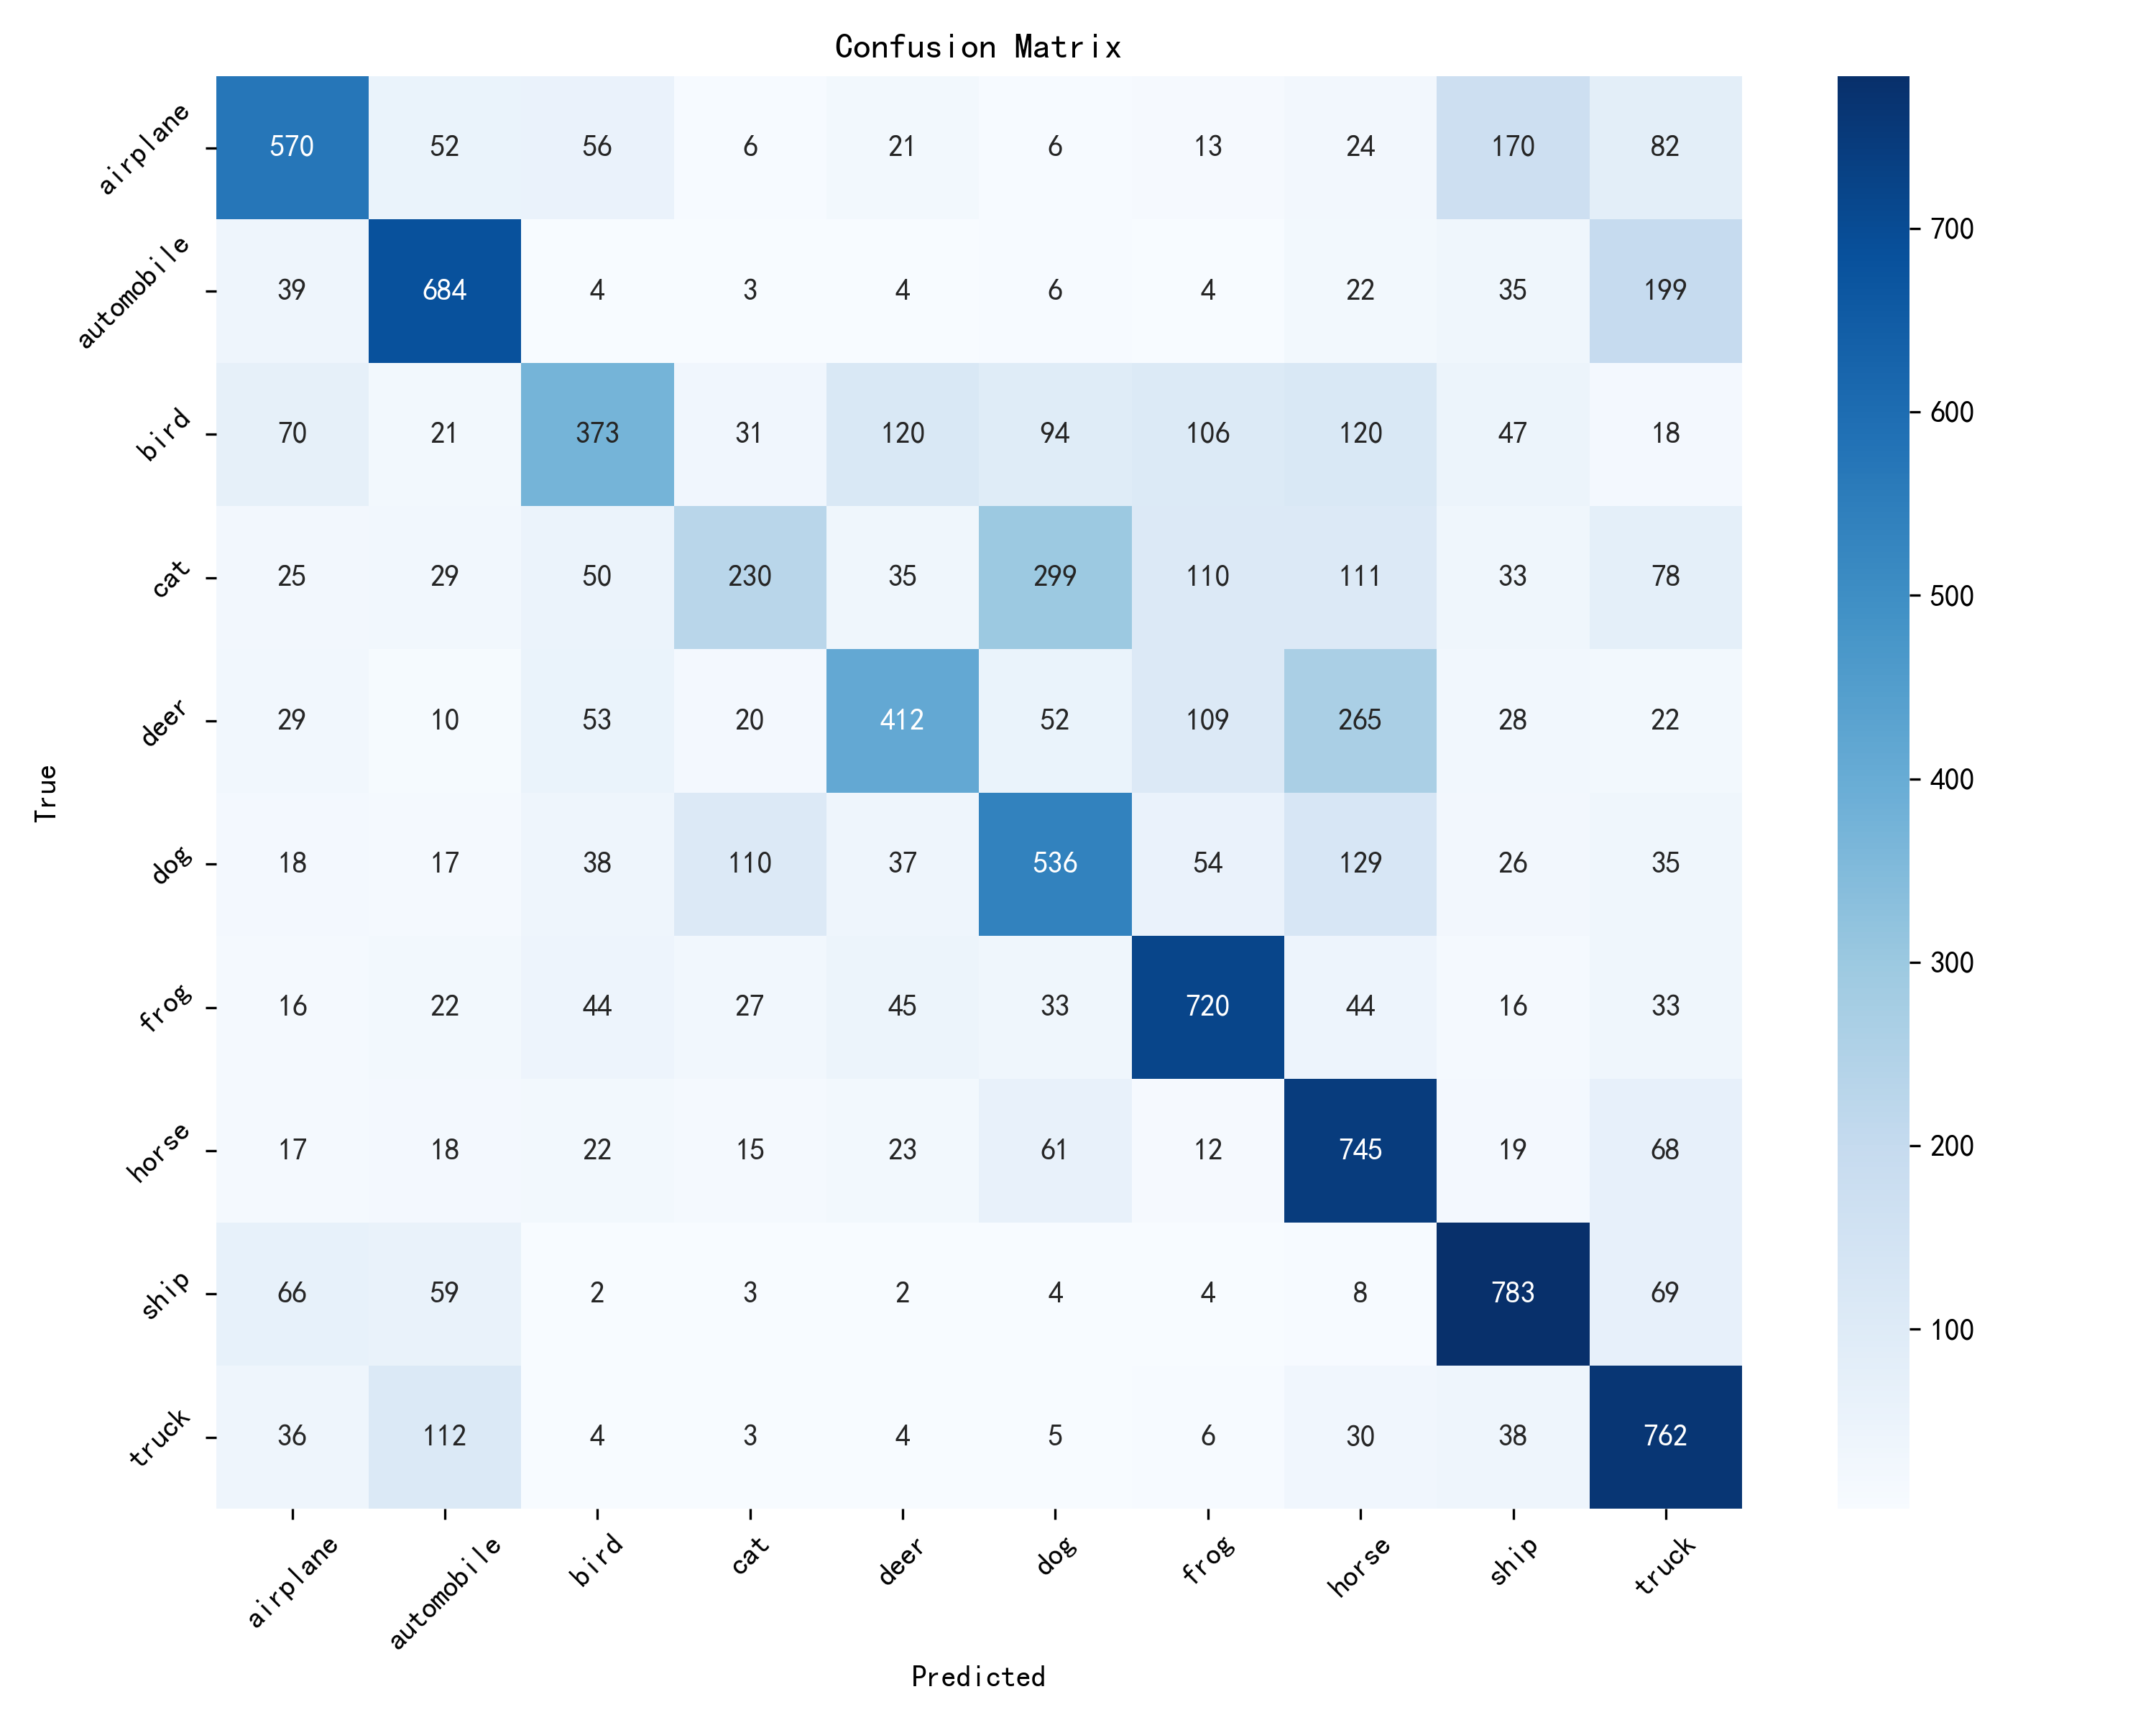 Confusion Matrix
airplane 570 52 56 6 21 6 13 24 170 82
automobile 39 684 4 3 4 6 4 22 35 199
bird 70 21 373 31 120 94 106 120 47 18
cat 25 29 50 230 35 299 110 111 33 78
deer 29 10 53 20 412 52 109 265 28 22
dog 18 17 38 110 37 536 54 129 26 35
frog 16 22 44 27 45 33 720 44 16 33
horse 17 18 22 15 23 61 12 745 19 68
ship 66 59 2 3 2 4 4 8 783 69
truck 36 112 4 3 4 5 6 30 38 762
airplane automobile bird cat deer dog frog horse ship truck
Predicted
True
700
600
500
400
300
200
100